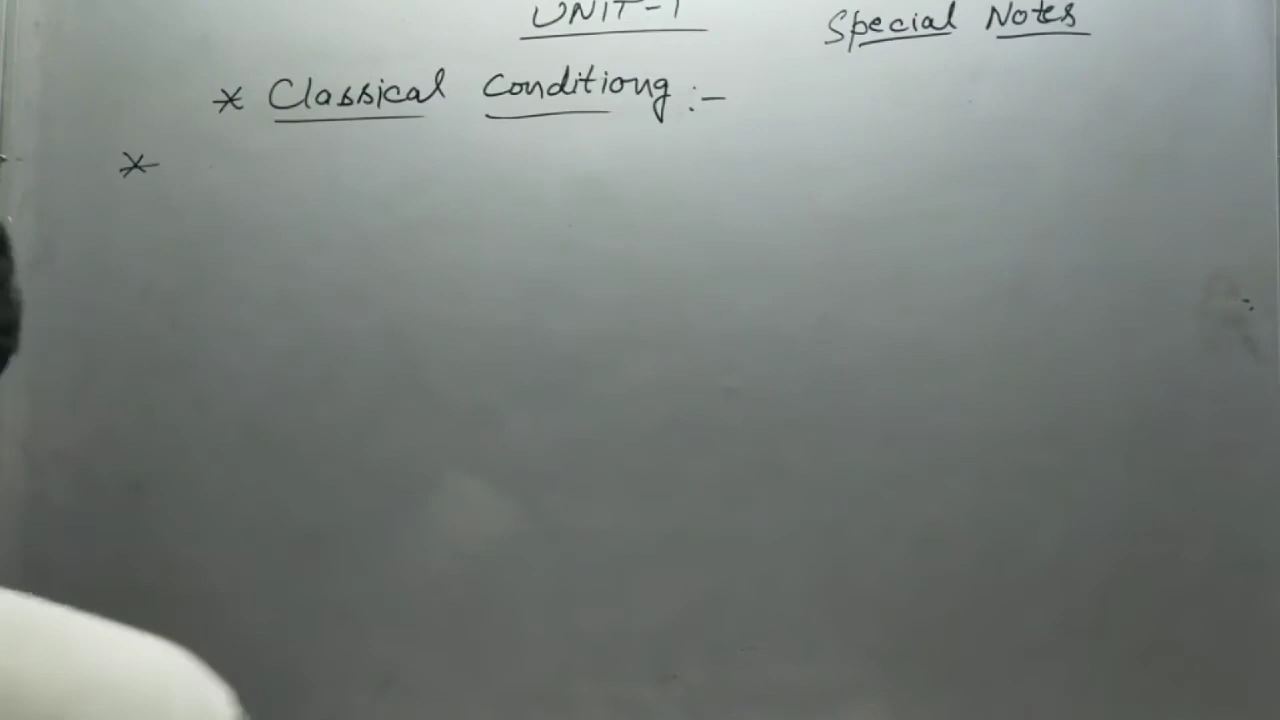 UNIT-1 Special Notes
* Classical Conditiong :-
*